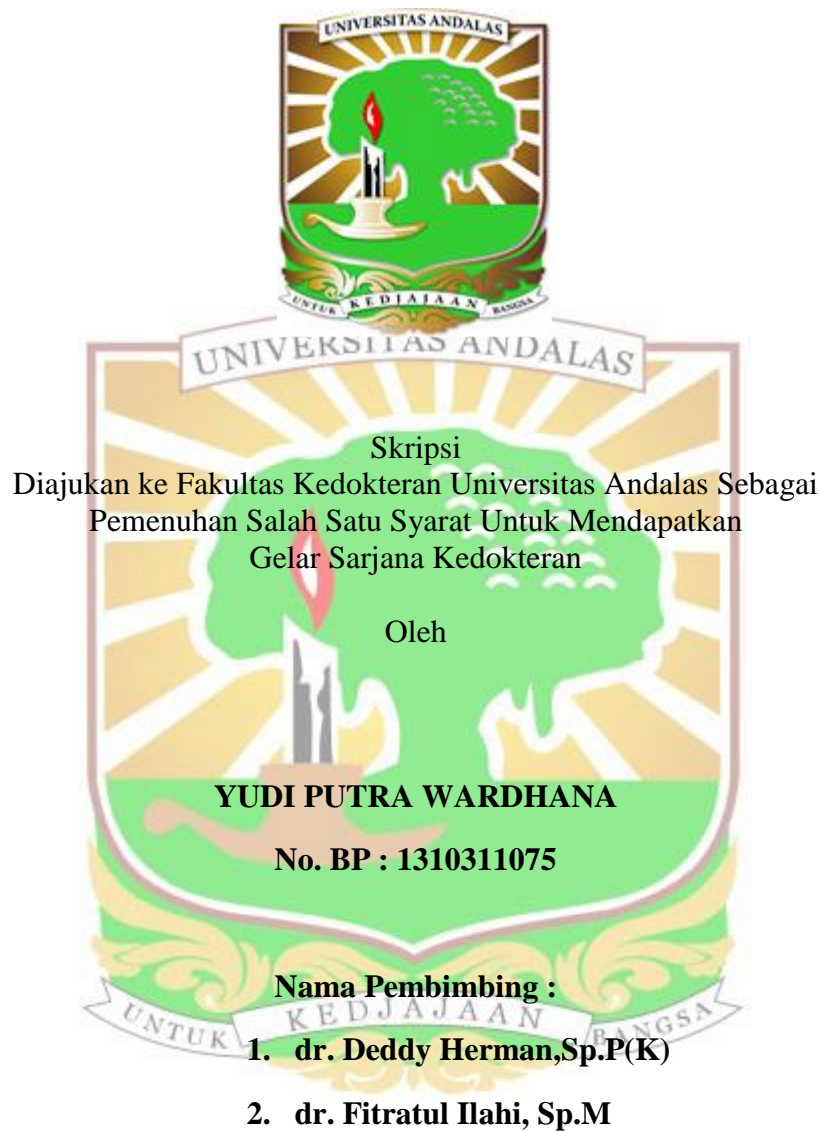 UNIVERSITAS ANDALAS
UNTUK KEDJAJAAN BANGSA
UNIVERSITAS ANDALAS
Skripsi
Diajukan ke Fakultas Kedokteran Universitas Andalas Sebagai
Pemenuhan Salah Satu Syarat Untuk Mendapatkan
Gelar Sarjana Kedokteran
Oleh
YUDI PUTRA WARDHANA
No. BP : 1310311075
Nama Pembimbing :
UNTUK KEDJAJAAN BANGSA
1. dr. Deddy Herman,Sp.P(K)
2. dr. Fitratul Ilahi, Sp.M